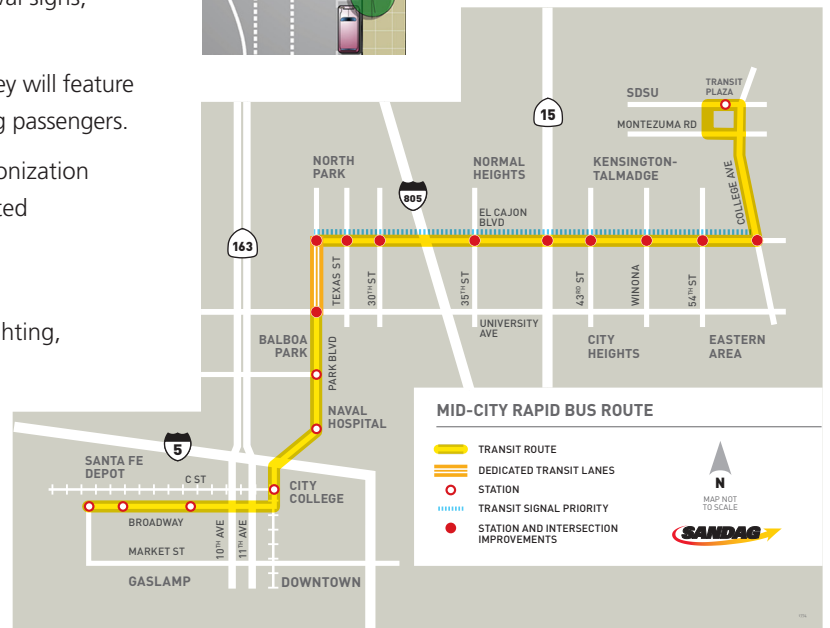 val signs,
ey will feature
g passengers.
onization
ted
hting,
SDSU
TRANSIT
PLAZA
MONTEZUMA RD
COLLEGE AVE
15
NORTH
PARK
NORMAL
HEIGHTS
KENSINGTON-
TALMADGE
805
EL CAJON
BLVD
163
TEXAS ST
30TH ST
35TH ST
43RD ST
WINONA
54TH ST
UNIVERSITY
AVE
CITY
HEIGHTS
EASTERN
AREA
BALBOA
PARK
PARK BLVD
NAVAL
HOSPITAL
5
SANTA FE
DEPOT
C ST
CITY
COLLEGE
BROADWAY
MARKET ST
10TH AVE
11TH AVE
GASLAMP
DOWNTOWN
MID-CITY RAPID BUS ROUTE
TRANSIT ROUTE
DEDICATED TRANSIT LANES
STATION
TRANSIT SIGNAL PRIORITY
STATION AND INTERSECTION
IMPROVEMENTS
N
MAP NOT
TO SCALE
SANDAG